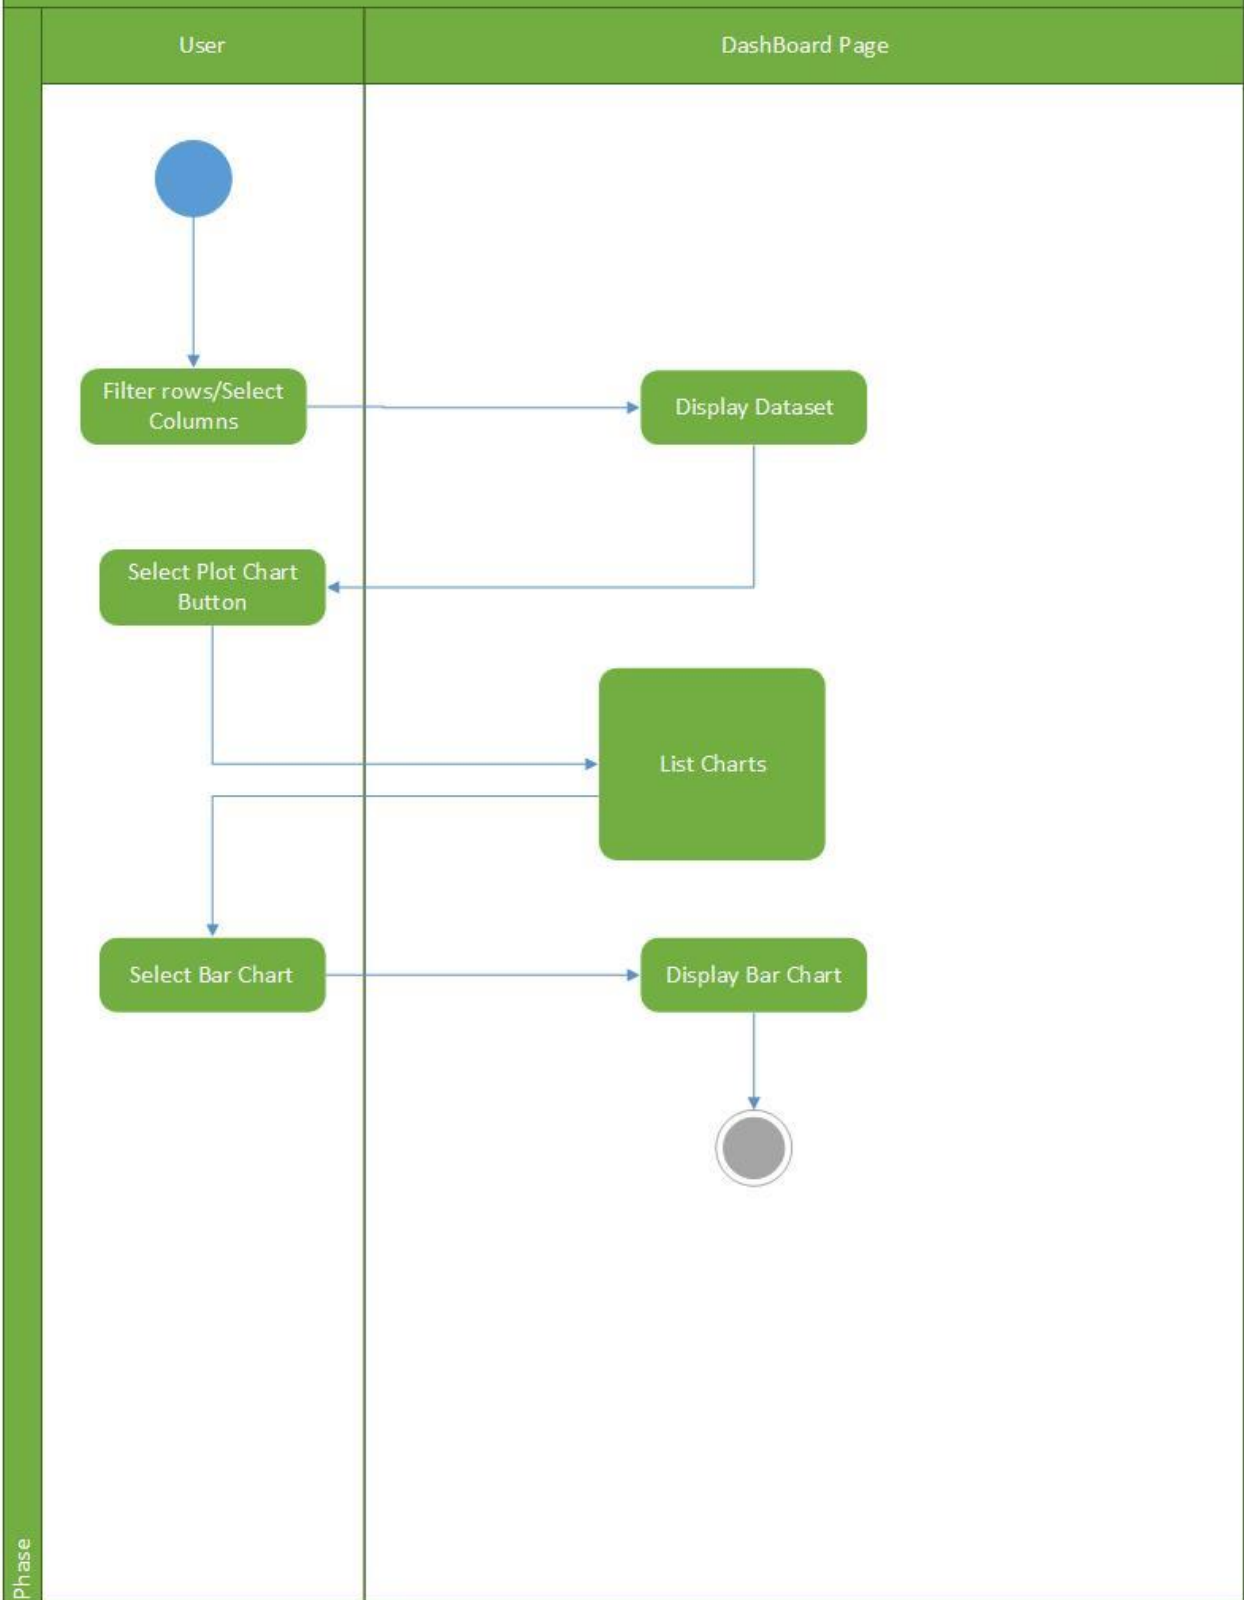 User
DashBoard Page
Filter rows/Select
Columns
Display Dataset
Select Plot Chart
Button
List Charts
Select Bar Chart
Display Bar Chart
Phase